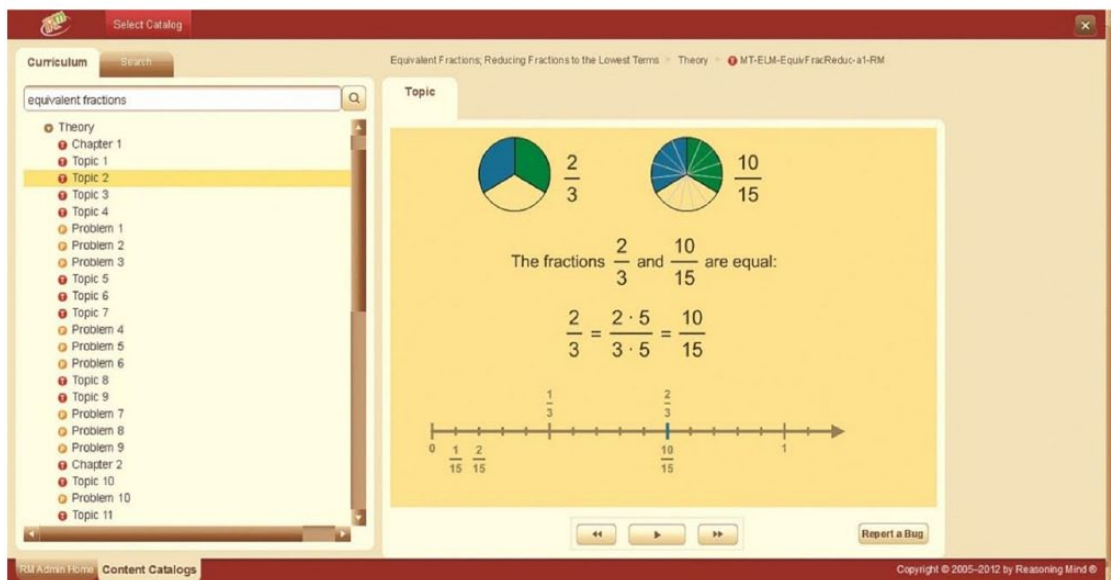 Select Catalog
Curriculum
Search
Equivalent Fractions; Reducing Fractions to the Lowest Terms Theory T MT-ELM-EquivFracReduc-a1-RM
equivalent fractions
Topic
Theory
T Chapter 1
T Topic 1
T Topic 2
T Topic 3
T Topic 4
P Problem 1
P Problem 2
P Problem 3
T Topic 5
T Topic 6
T Topic 7
P Problem 4
P Problem 5
P Problem 6
T Topic 8
T Topic 9
P Problem 7
P Problem 8
P Problem 9
T Chapter 2
T Topic 10
P Problem 10
T Topic 11
2/3 10/15
The fractions 2/3 and 10/15 are equal:
2/3 = 2 · 5/3 · 5 = 10/15
1/3 2/3
0 1/15 2/15 10/15 1
Report a Bug
RM Admin Home Content Catalogs
Copyright © 2005–2012 by Reasoning Mind ®